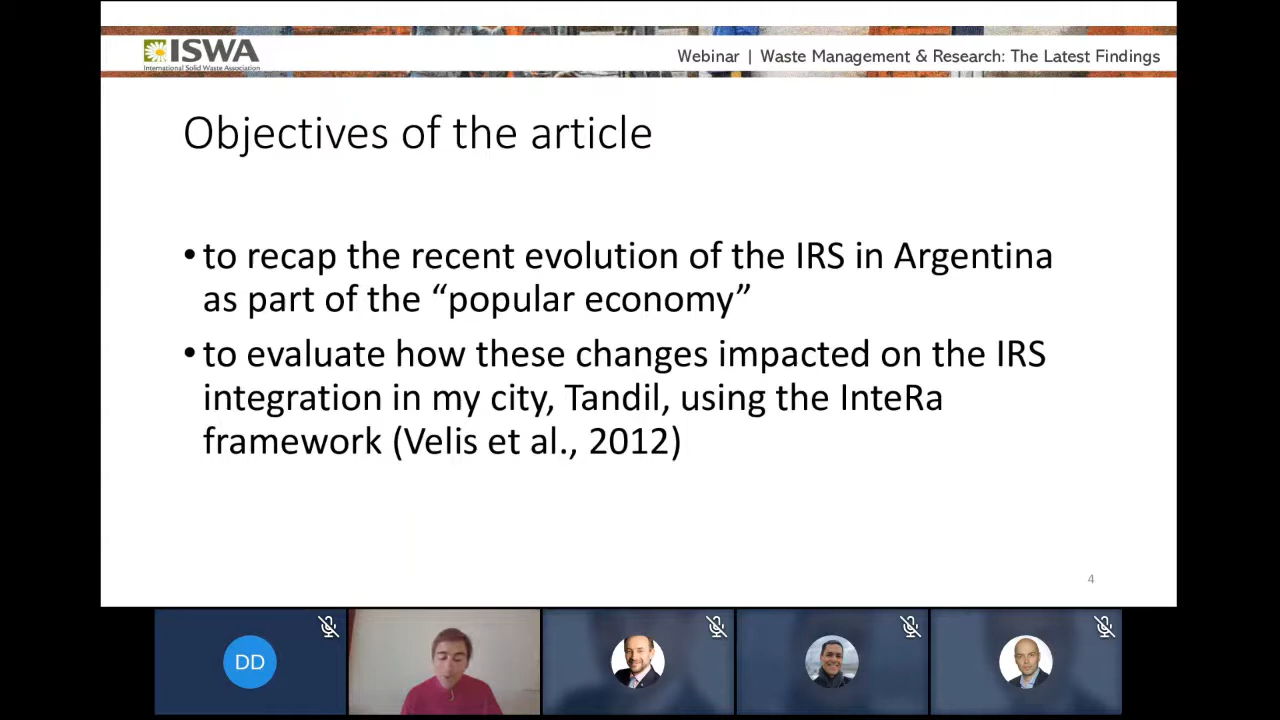 ISWA
International Solid Waste Association
Webinar | Waste Management & Research: The Latest Findings
Objectives of the article
• to recap the recent evolution of the IRS in Argentina
as part of the “popular economy”
• to evaluate how these changes impacted on the IRS
integration in my city, Tandil, using the InteRa
framework (Velis et al., 2012)
4
DD